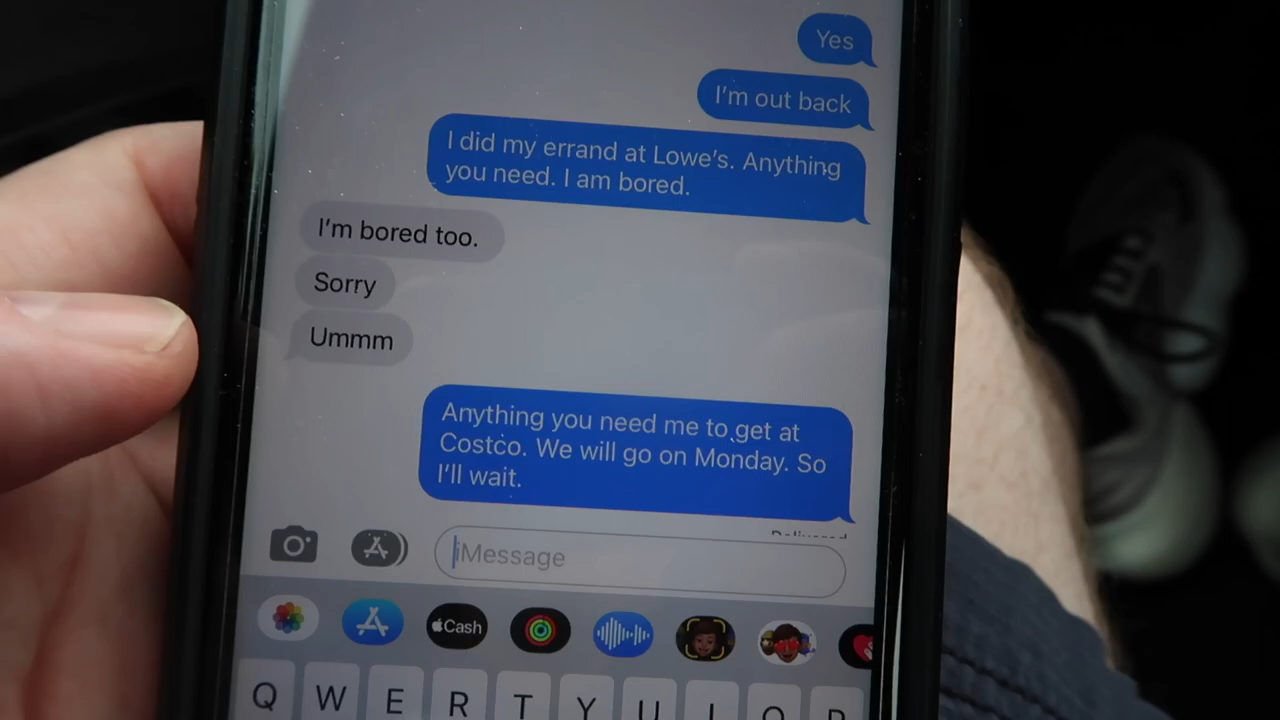 Yes
I'm out back
I did my errand at Lowe's. Anything
you need. I am bored.
I'm bored too.
Sorry
Ummm
Anything you need me to get at
Costco. We will go on Monday. So
I'll wait.
Delivered
iMessage
Cash
Q W E R T Y U I O P